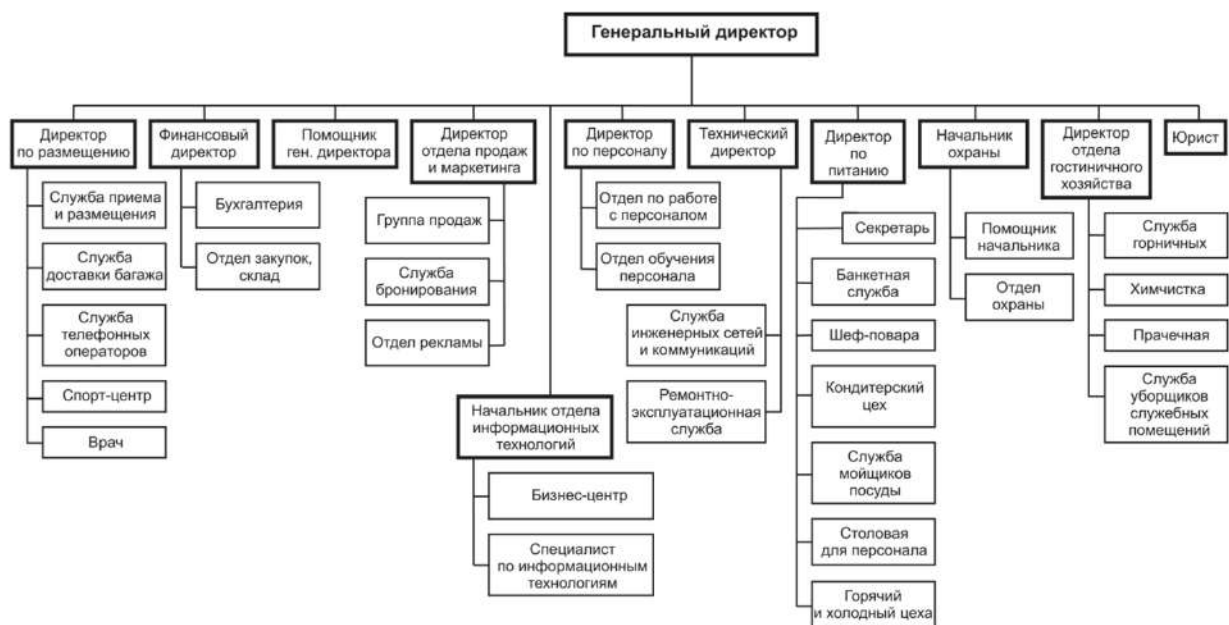 Генеральный директор
Директор
по размещению
Служба приема
и размещения
Служба
доставки багажа
Служба
телефонных
операторов
Спорт-центр
Врач
Финансовый
директор
Бухгалтерия
Отдел закупок,
склад
Помощник
ген. директора
Директор
отдела продаж
и маркетинга
Группа продаж
Служба
бронирования
Отдел рекламы
Начальник отдела
информационных
технологий
Бизнес-центр
Специалист
по информационным
технологиям
Директор
по персоналу
Отдел по работе
с персоналом
Отдел обучения
персонала
Технический
директор
Служба
инженерных сетей
и коммуникаций
Ремонтно-
эксплуатационная
служба
Директор
по
питанию
Секретарь
Банкетная
служба
Шеф-повара
Кондитерский
цех
Служба
мойщиков
посуды
Столовая
для персонала
Горячий
и холодный цеха
Начальник
охраны
Помощник
начальника
Отдел
охраны
Директор
отдела
гостиничного
хозяйства
Служба
горничных
Химчистка
Прачечная
Служба
уборщиков
служебных
помещений
Юрист